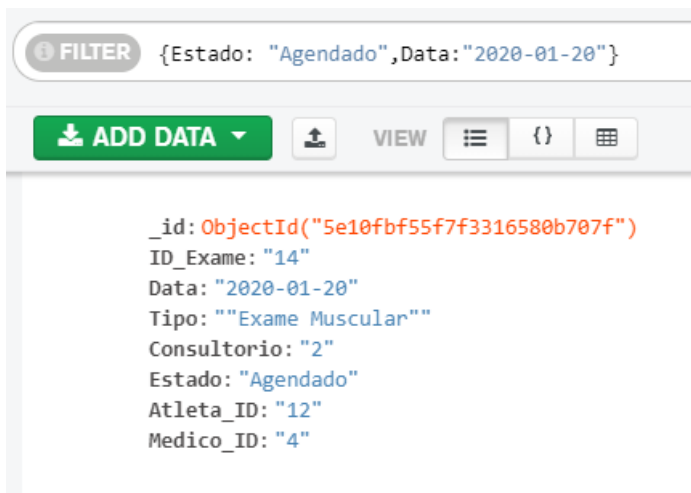 FILTER {Estado: "Agendado",Data:"2020-01-20"}
ADD DATA VIEW {}
_id: ObjectId("5e10fbf55f7f3316580b707f")
ID_Exame: "14"
Data: "2020-01-20"
Tipo: ""Exame Muscular""
Consultorio: "2"
Estado: "Agendado"
Atleta_ID: "12"
Medico_ID: "4"